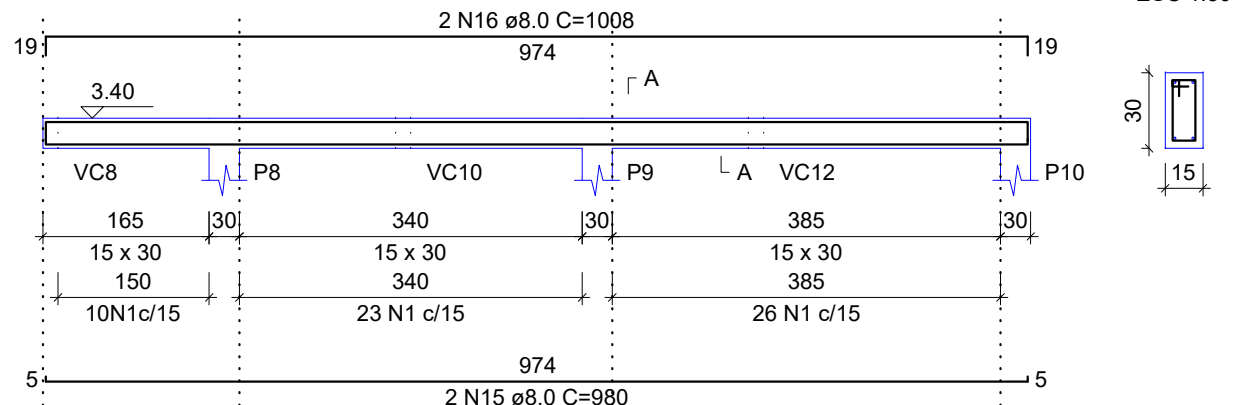 2 N16 ø8.0 C=1008
19 974 19
A
3.40
30
VC8 P8 VC10 P9 A VC12 P10
15
165 30 340 30 385 30
15 x 30 15 x 30 15 x 30
150 340 385
10N1c/15 23 N1 c/15 26 N1 c/15
974
5 5
2 N15 ø8.0 C=980